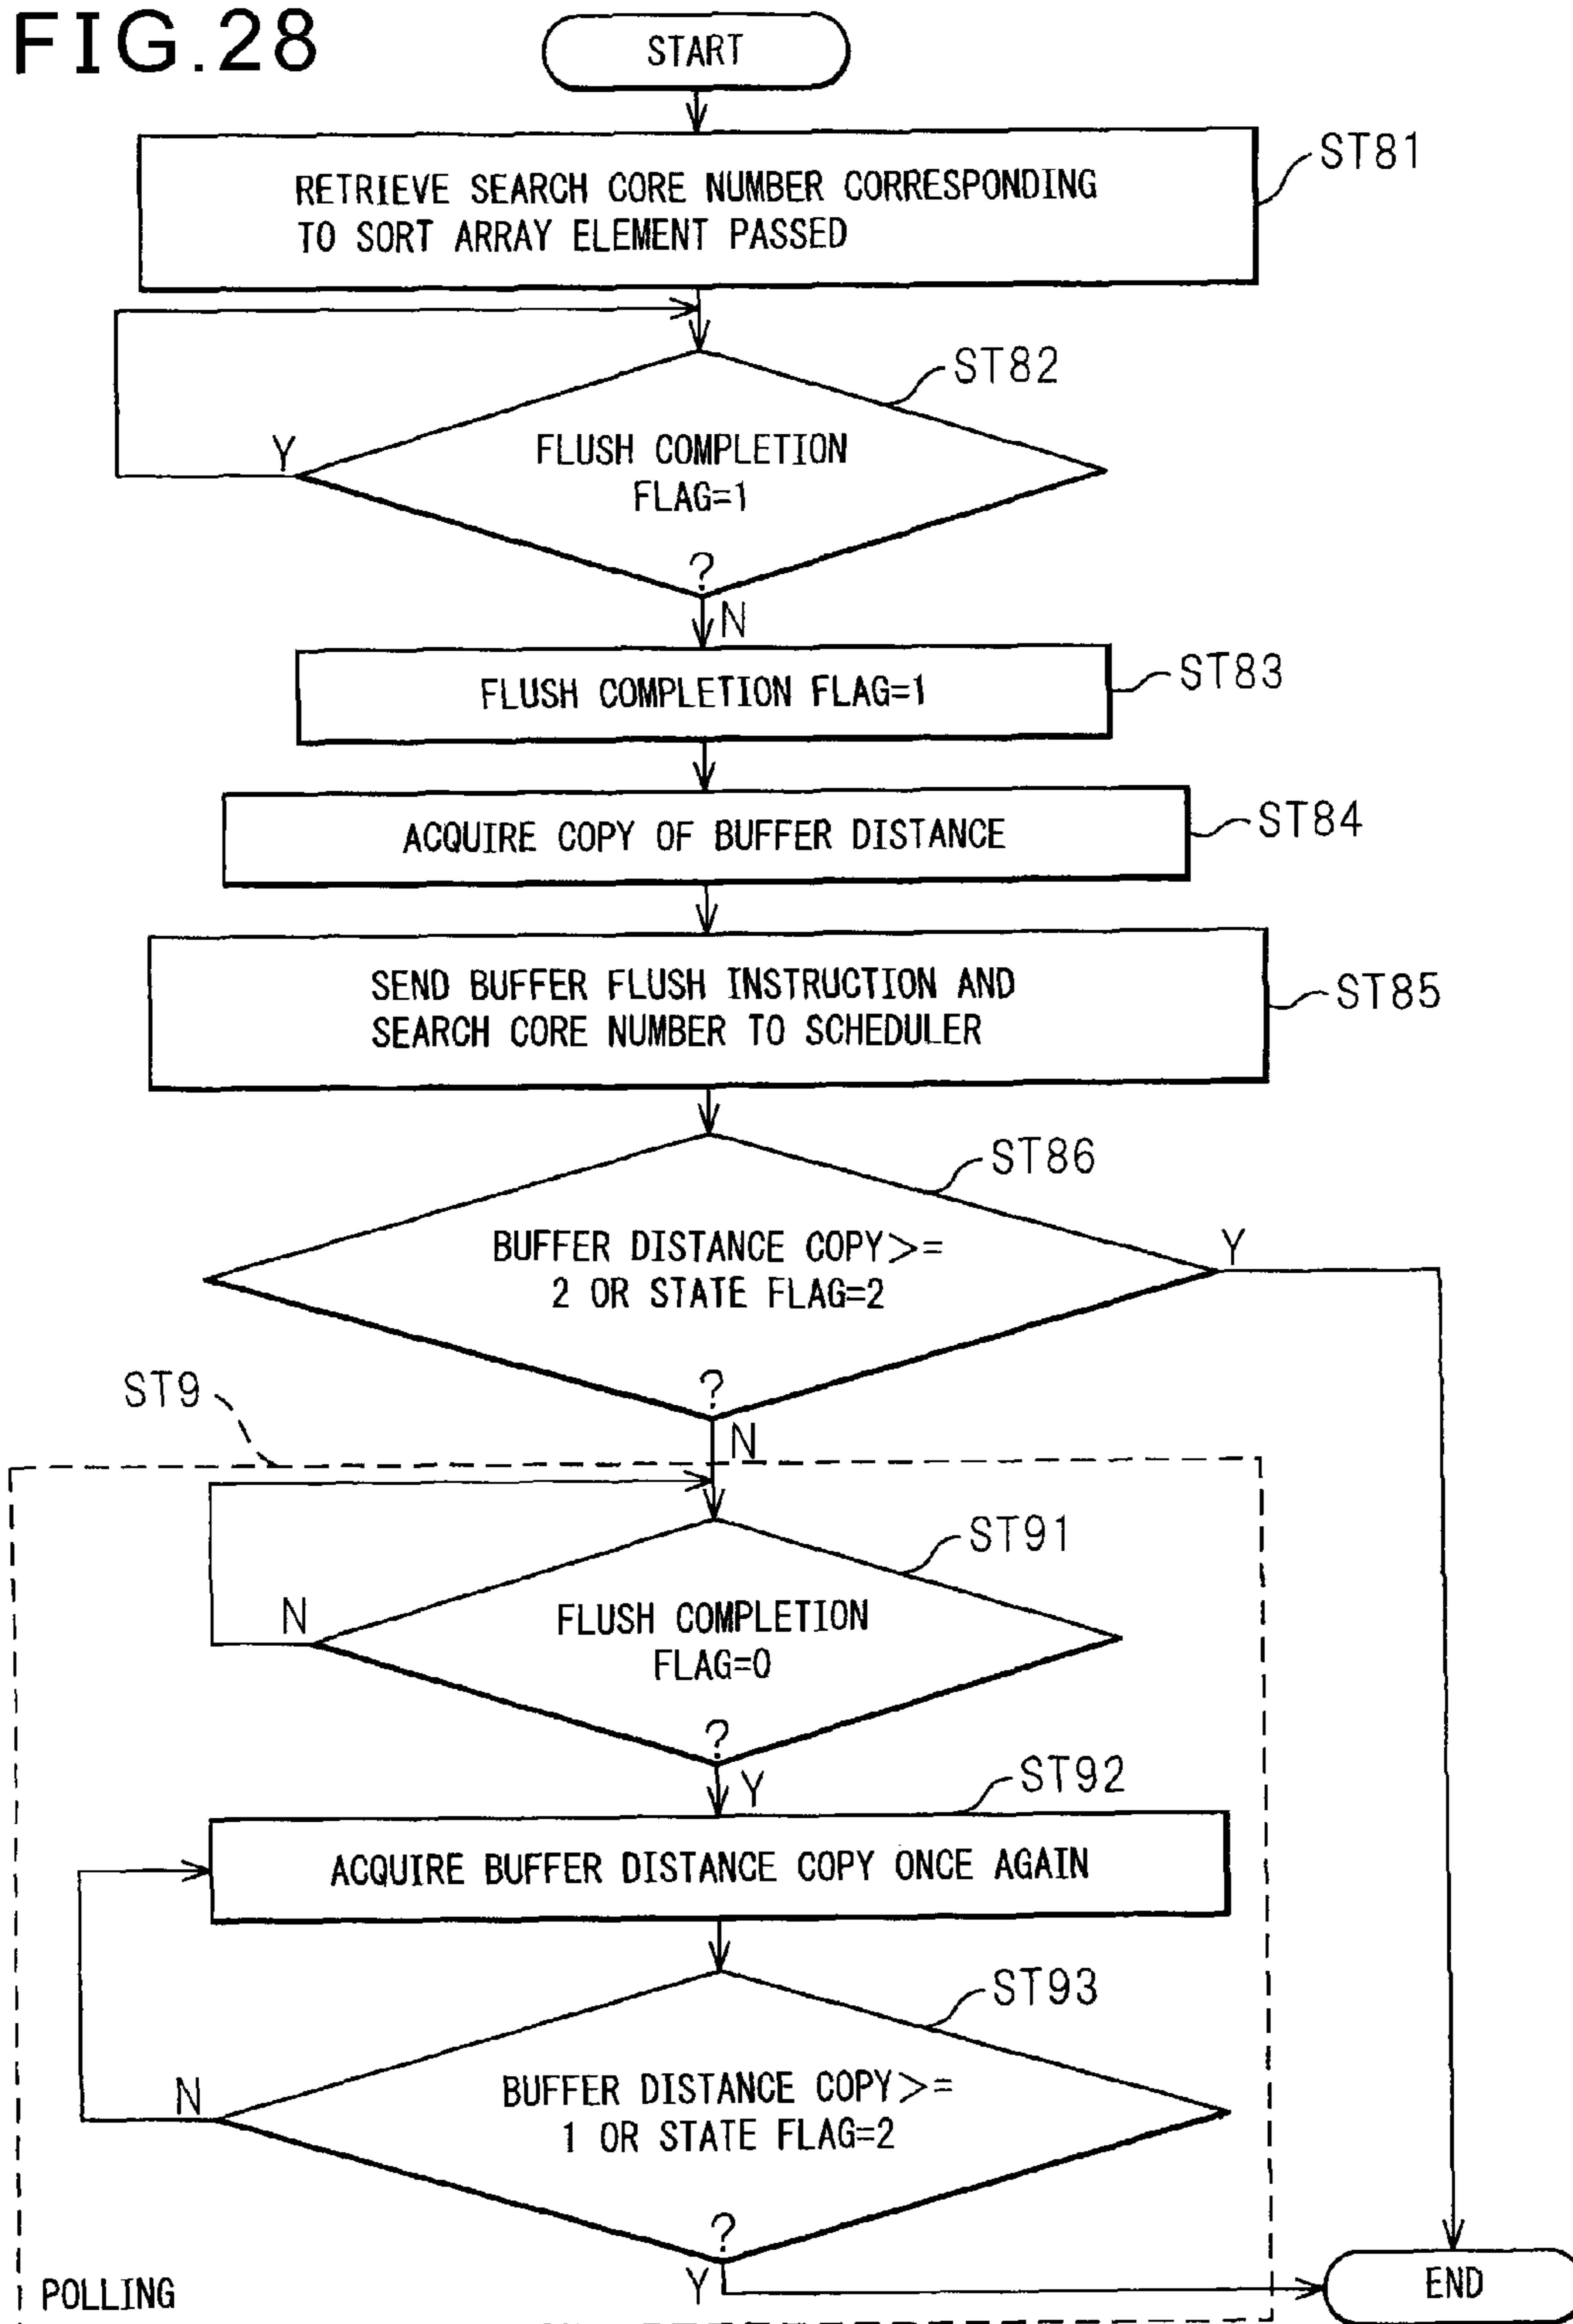 FIG.28
START
ST81
RETRIEVE SEARCH CORE NUMBER CORRESPONDING
TO SORT ARRAY ELEMENT PASSED
ST82
Y
FLUSH COMPLETION
FLAG=1
?
N
ST83
FLUSH COMPLETION FLAG=1
ST84
ACQUIRE COPY OF BUFFER DISTANCE
ST85
SEND BUFFER FLUSH INSTRUCTION AND
SEARCH CORE NUMBER TO SCHEDULER
ST86
BUFFER DISTANCE COPY>=
2 OR STATE FLAG=2
?
Y
N
ST9
ST91
N
FLUSH COMPLETION
FLAG=0
?
Y
ST92
ACQUIRE BUFFER DISTANCE COPY ONCE AGAIN
ST93
N
BUFFER DISTANCE COPY>=
1 OR STATE FLAG=2
?
Y
POLLING
END